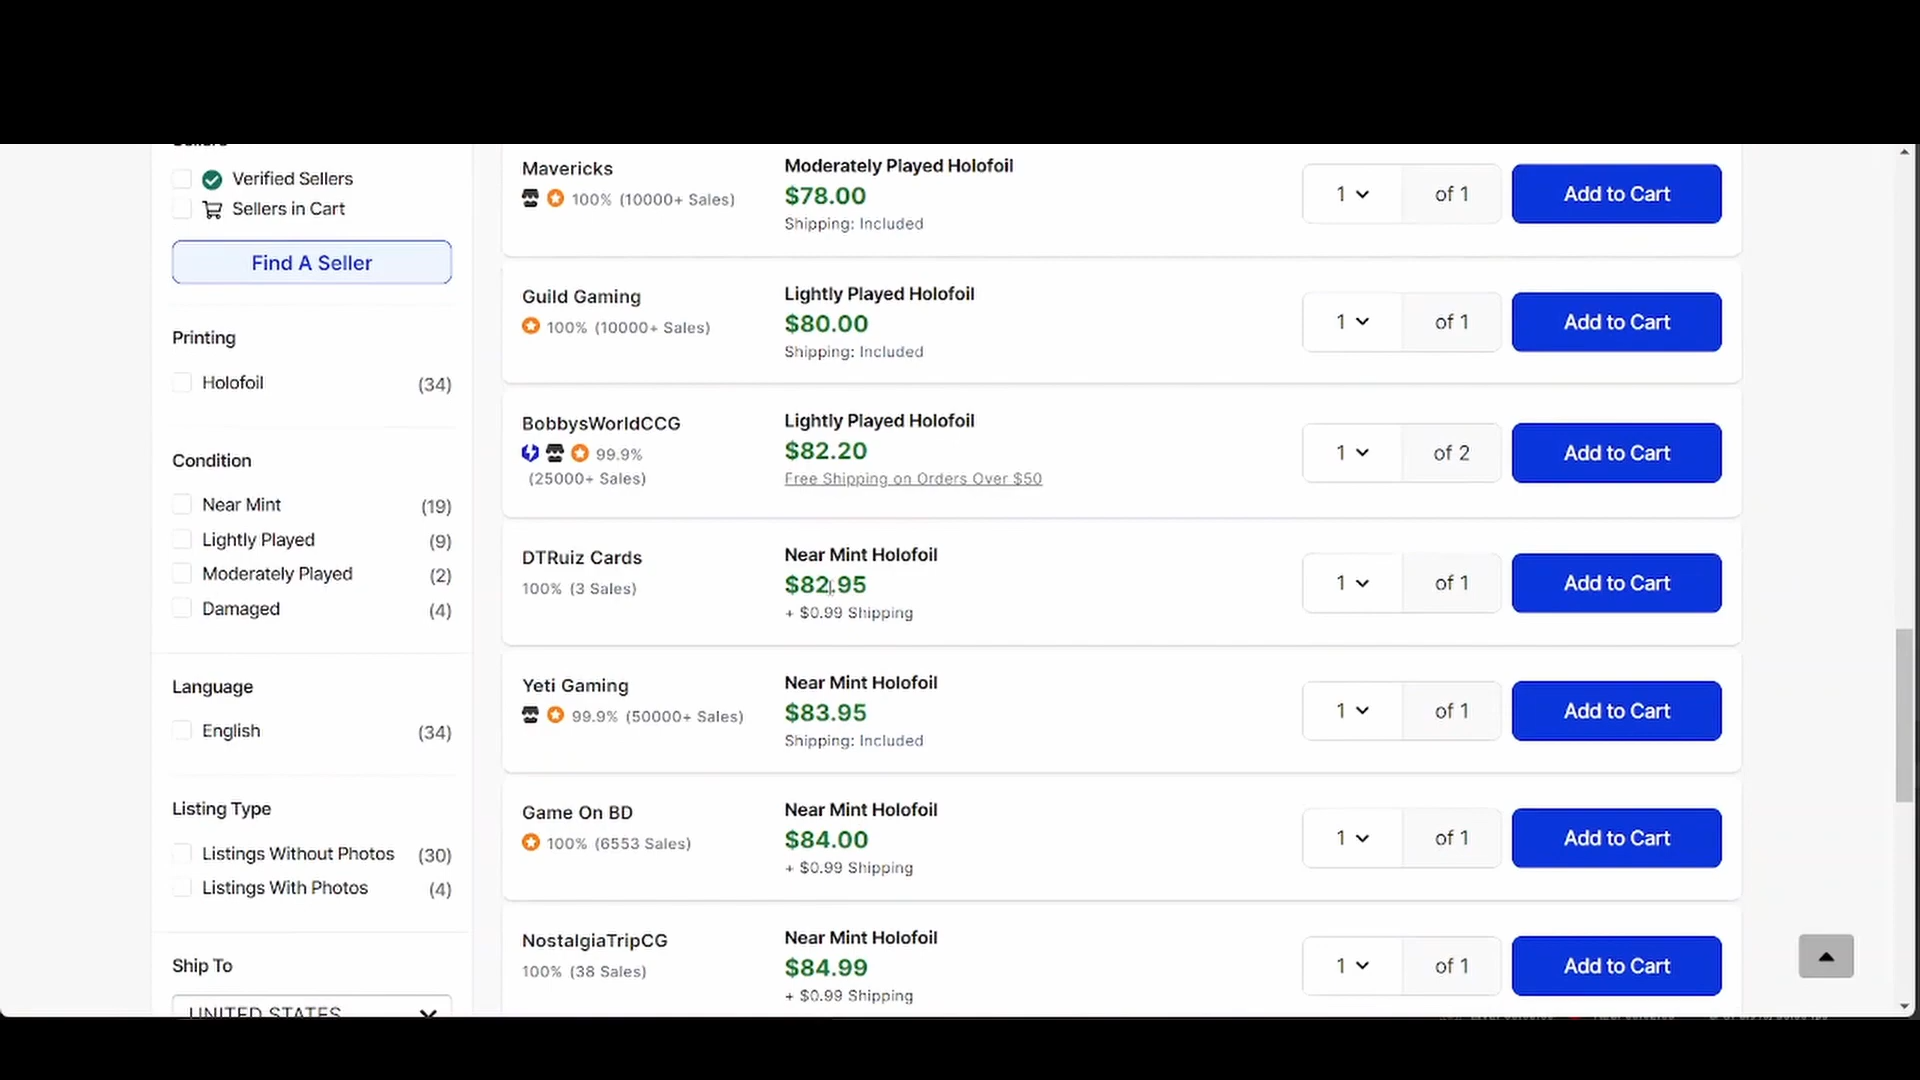 Verified Sellers
Sellers in Cart
Find A Seller
Printing
Holofoil (34)
Condition
Near Mint (19)
Lightly Played (9)
Moderately Played (2)
Damaged (4)
Language
English (34)
Listing Type
Listings Without Photos (30)
Listings With Photos (4)
Ship To
UNITED STATES
Mavericks
100% (10000+ Sales)
Moderately Played Holofoil
$78.00
Shipping: Included
1 of 1
Add to Cart
Guild Gaming
100% (10000+ Sales)
Lightly Played Holofoil
$80.00
Shipping: Included
1 of 1
Add to Cart
BobbysWorldCCG
99.9%
(25000+ Sales)
Lightly Played Holofoil
$82.20
Free Shipping on Orders Over $50
1 of 2
Add to Cart
DTRuiz Cards
100% (3 Sales)
Near Mint Holofoil
$82.95
+ $0.99 Shipping
1 of 1
Add to Cart
Yeti Gaming
99.9% (50000+ Sales)
Near Mint Holofoil
$83.95
Shipping: Included
1 of 1
Add to Cart
Game On BD
100% (6553 Sales)
Near Mint Holofoil
$84.00
+ $0.99 Shipping
1 of 1
Add to Cart
NostalgiaTripCG
100% (38 Sales)
Near Mint Holofoil
$84.99
+ $0.99 Shipping
1 of 1
Add to Cart